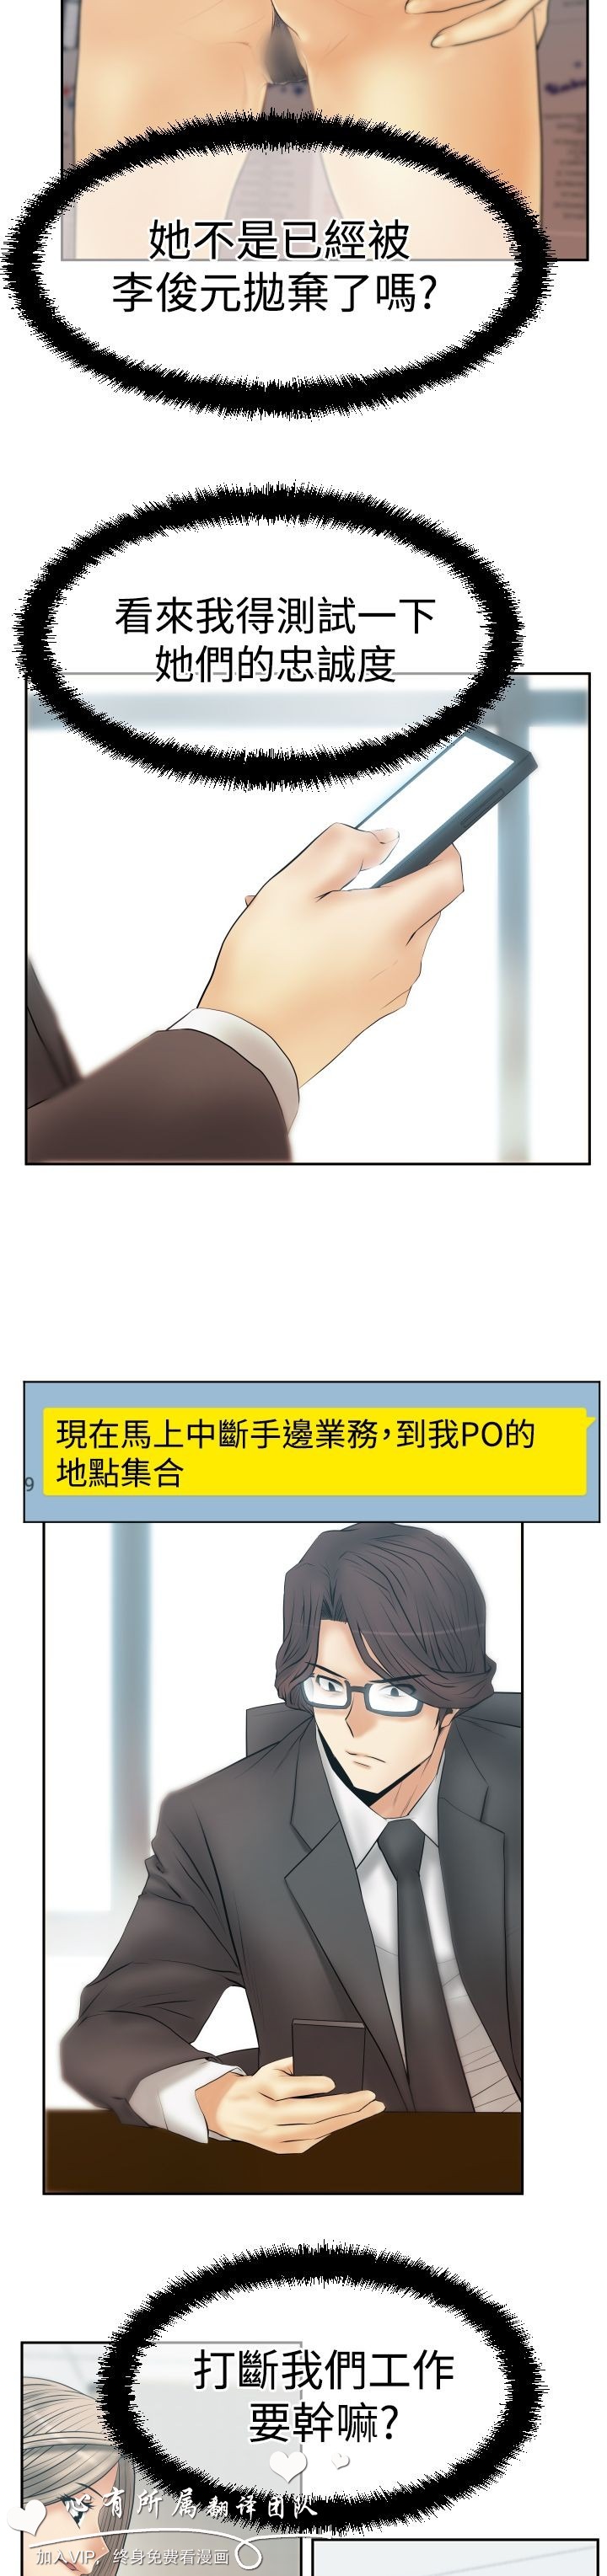 她不是已經被
李俊元拋棄了嗎?
看來我得測試一下
她們的忠誠度
現在馬上中斷手邊業務,到我PO的
地點集合
9
打斷我們工作
要幹嘛?
心有所属翻译团队
加入VIP，终身免费看漫画